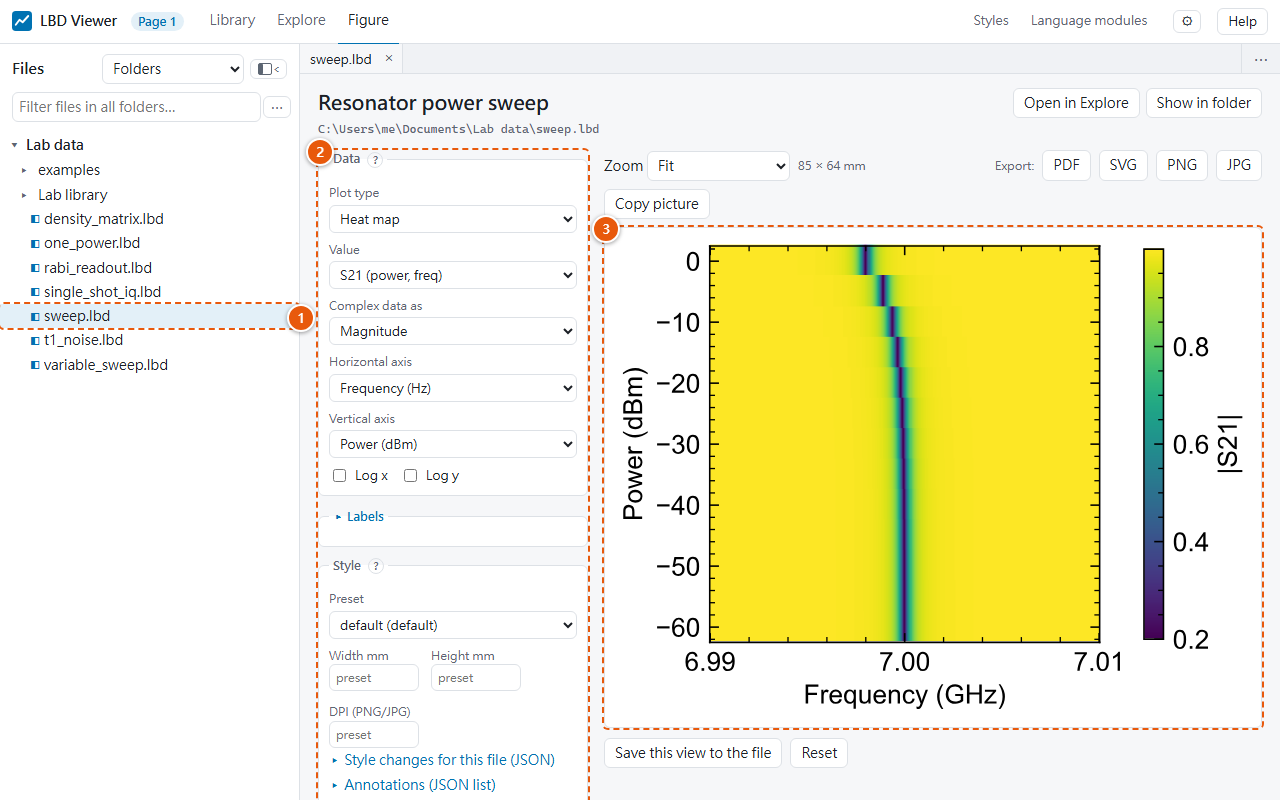 LBD Viewer Page 1 Library Explore Figure Styles Language modules ⚙ Help
Files Folders <
Filter files in all folders... ...
Lab data
examples
Lab library
density_matrix.lbd
one_power.lbd
rabi_readout.lbd
single_shot_iq.lbd
sweep.lbd
1
t1_noise.lbd
variable_sweep.lbd
sweep.lbd × ...
Resonator power sweep
C:\Users\me\Documents\Lab data\sweep.lbd
Open in Explore Show in folder
2
Data ?
Plot type
Heat map
Value
S21 (power, freq)
Complex data as
Magnitude
Horizontal axis
Frequency (Hz)
Vertical axis
Power (dBm)
Log x Log y
Labels
Style ?
Preset
default (default)
Width mm Height mm
preset preset
DPI (PNG/JPG)
preset
Style changes for this file (JSON)
Annotations (JSON list)
Zoom Fit 85 × 64 mm Export: PDF SVG PNG JPG
Copy picture
3
0
−10
−20
−30
−40
−50
−60
Power (dBm)
6.99 7.00 7.01
Frequency (GHz)
0.8
0.6
0.4
0.2
|S21|
Save this view to the file Reset